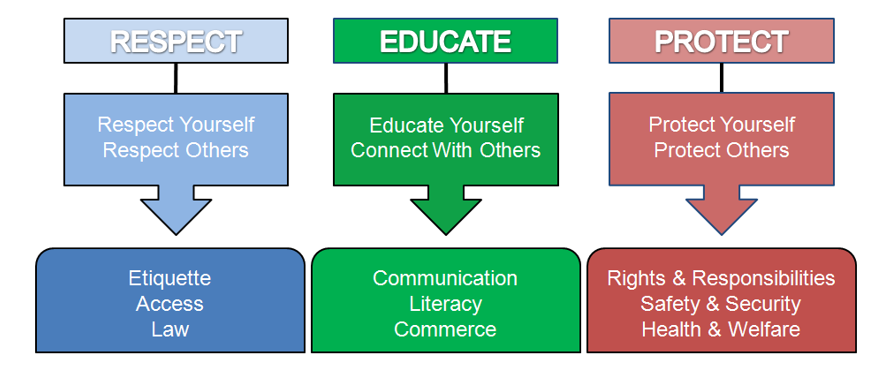 RESPECT
Respect Yourself
Respect Others
Etiquette
Access
Law
EDUCATE
Educate Yourself
Connect With Others
Communication
Literacy
Commerce
PROTECT
Protect Yourself
Protect Others
Rights & Responsibilities
Safety & Security
Health & Welfare